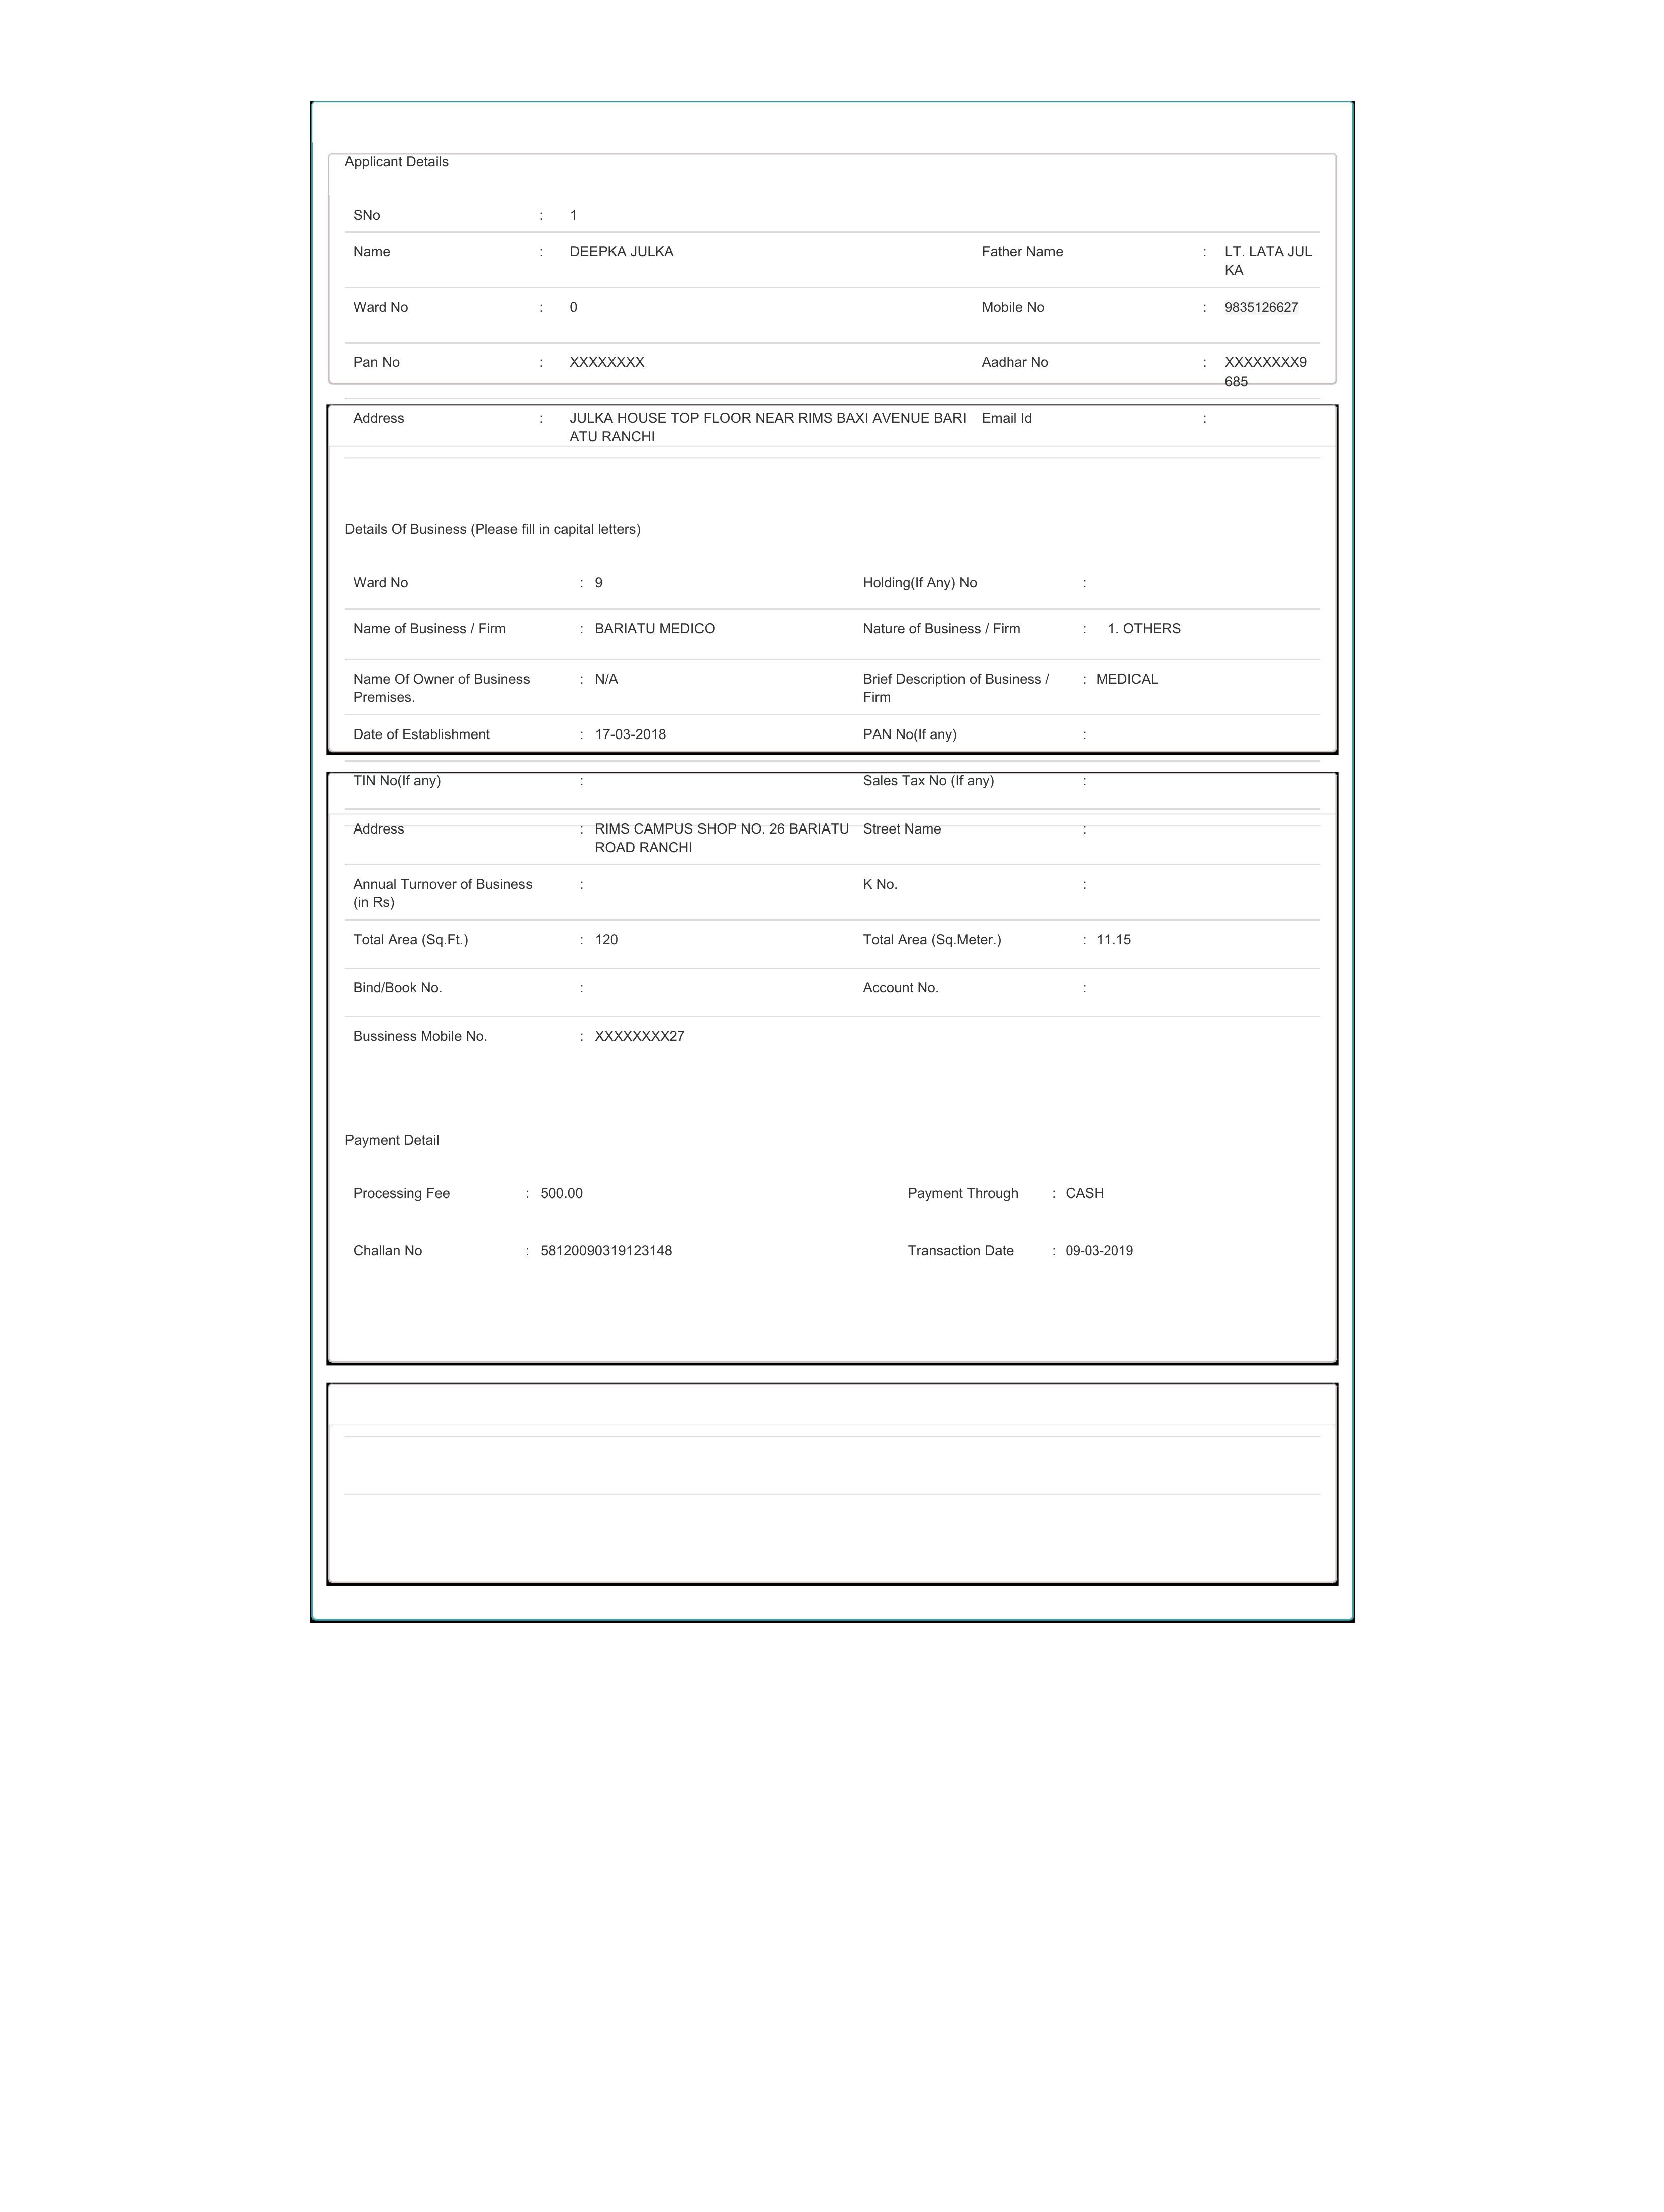 Applicant Details
SNo : 1
Name : DEEPKA JULKA Father Name : LT. LATA JUL
KA
Ward No : 0 Mobile No : 9835126627
Pan No : XXXXXXXX Aadhar No : XXXXXXXX9
685
Address : JULKA HOUSE TOP FLOOR NEAR RIMS BAXI AVENUE BARI Email Id :
ATU RANCHI
Details Of Business (Please fill in capital letters)
Ward No : 9 Holding(If Any) No :
Name of Business / Firm : BARIATU MEDICO Nature of Business / Firm : 1. OTHERS
Name Of Owner of Business : N/A Brief Description of Business / : MEDICAL
Premises. Firm
Date of Establishment : 17-03-2018 PAN No(If any) :
TIN No(If any) : Sales Tax No (If any) :
Address : RIMS CAMPUS SHOP NO. 26 BARIATU Street Name :
ROAD RANCHI
Annual Turnover of Business : K No. :
(in Rs)
Total Area (Sq.Ft.) : 120 Total Area (Sq.Meter.) : 11.15
Bind/Book No. : Account No. :
Bussiness Mobile No. : XXXXXXXX27
Payment Detail
Processing Fee : 500.00 Payment Through : CASH
Challan No : 58120090319123148 Transaction Date : 09-03-2019